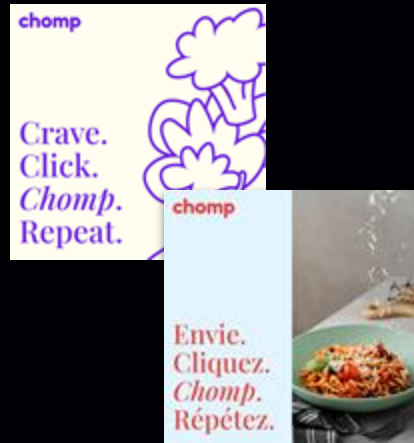 chomp
Crave.
Click.
Chomp.
Repeat.
chomp
Envie.
Cliquez.
Chomp.
Répétez.